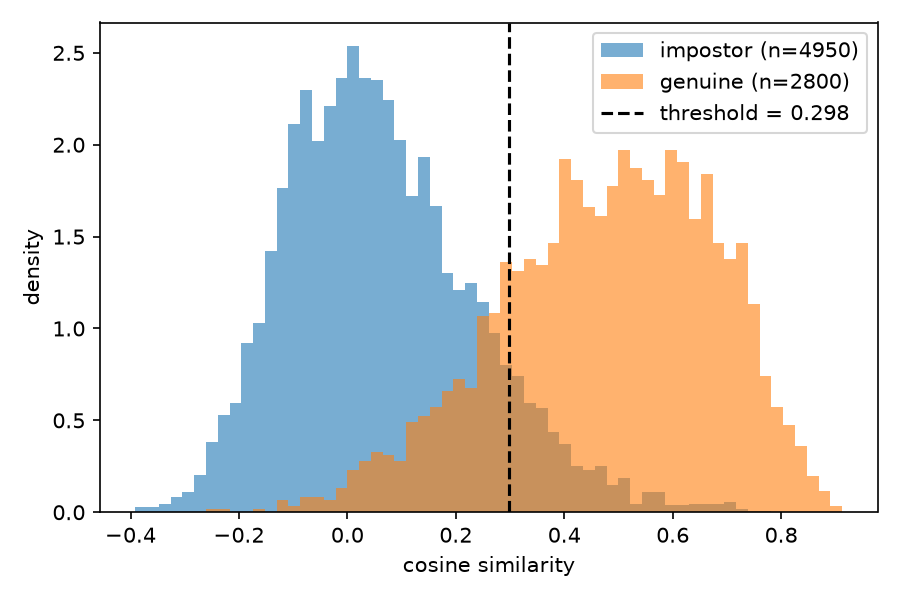 impostor (n=4950)
genuine (n=2800)
threshold = 0.298
density
2.5
2.0
1.5
1.0
0.5
0.0
−0.4 −0.2 0.0 0.2 0.4 0.6 0.8
cosine similarity